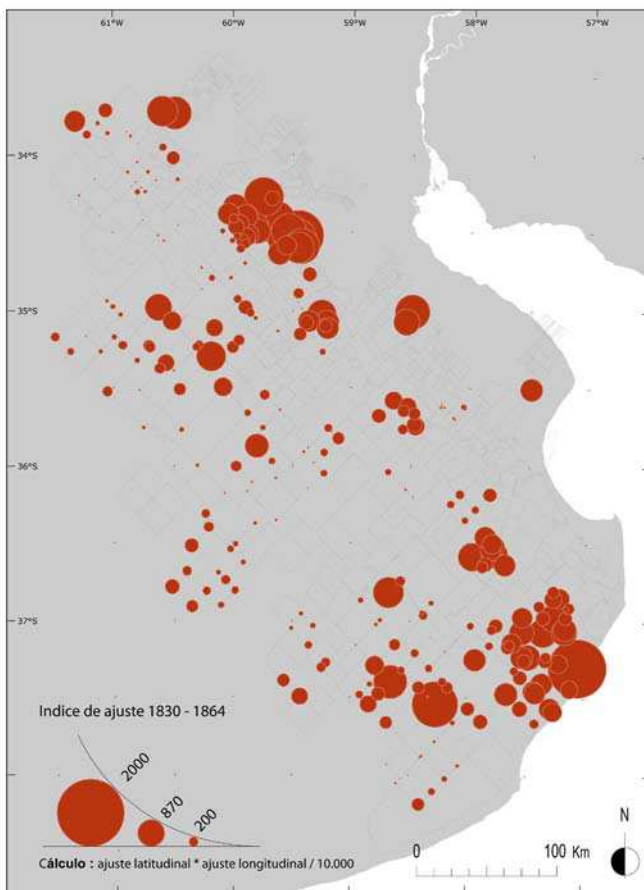 61°W 60°W 59°W 58°W 57°W
34°S
35°S
36°S
37°S
Indice de ajuste 1830 - 1864
2000
870
200
Cálculo : ajuste latitudinal * ajuste longitudinal / 10.000
N
0 100 Km